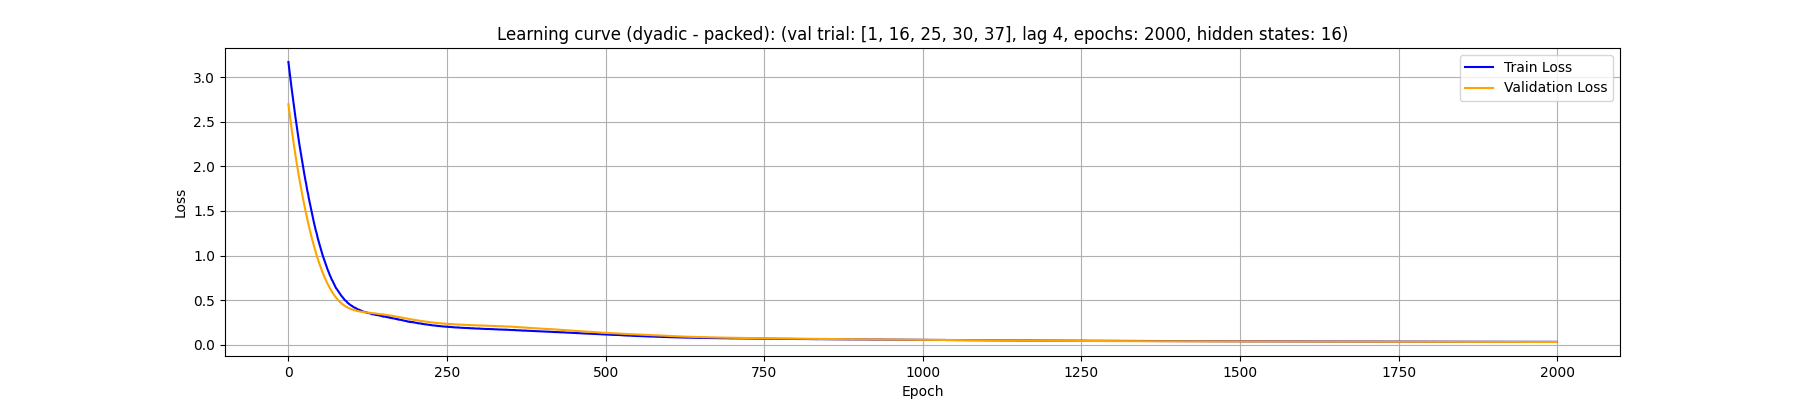 Learning curve (dyadic - packed): (val trial: [1, 16, 25, 30, 37], lag 4, epochs: 2000, hidden states: 16)
Train Loss
Validation Loss
3.0
2.5
2.0
1.5
1.0
0.5
0.0
Loss
0 250 500 750 1000 1250 1500 1750 2000
Epoch